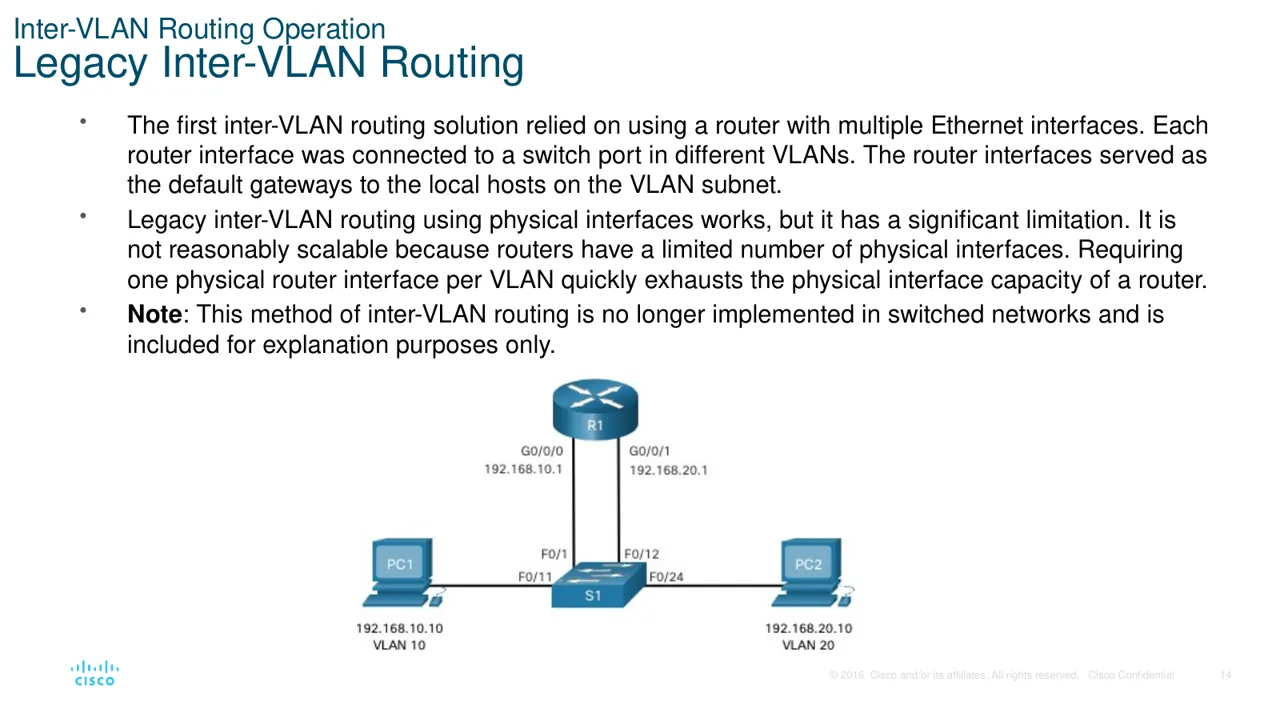 Inter-VLAN Routing Operation
Legacy Inter-VLAN Routing
• The first inter-VLAN routing solution relied on using a router with multiple Ethernet interfaces. Each
router interface was connected to a switch port in different VLANs. The router interfaces served as
the default gateways to the local hosts on the VLAN subnet.
• Legacy inter-VLAN routing using physical interfaces works, but it has a significant limitation. It is
not reasonably scalable because routers have a limited number of physical interfaces. Requiring
one physical router interface per VLAN quickly exhausts the physical interface capacity of a router.
• Note: This method of inter-VLAN routing is no longer implemented in switched networks and is
included for explanation purposes only.
R1
G0/0/0 G0/0/1
192.168.10.1 192.168.20.1
F0/1 F0/12
PC1 F0/11 F0/24 PC2
S1
192.168.10.10 192.168.20.10
VLAN 10 VLAN 20
CISCO
© 2016 Cisco and/or its affiliates. All rights reserved. Cisco Confidential 14